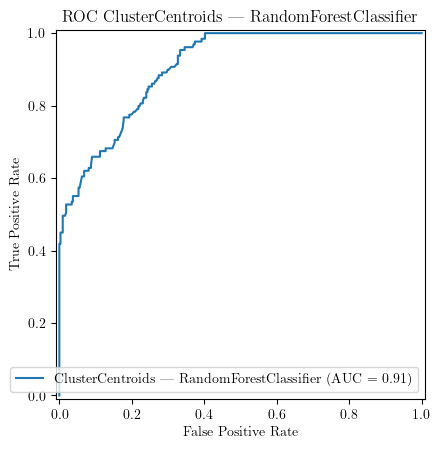 ROC ClusterCentroids — RandomForestClassifier
1.0
0.8
0.6
0.4
0.2
0.0
True Positive Rate
ClusterCentroids — RandomForestClassifier (AUC = 0.91)
0.0 0.2 0.4 0.6 0.8 1.0
False Positive Rate